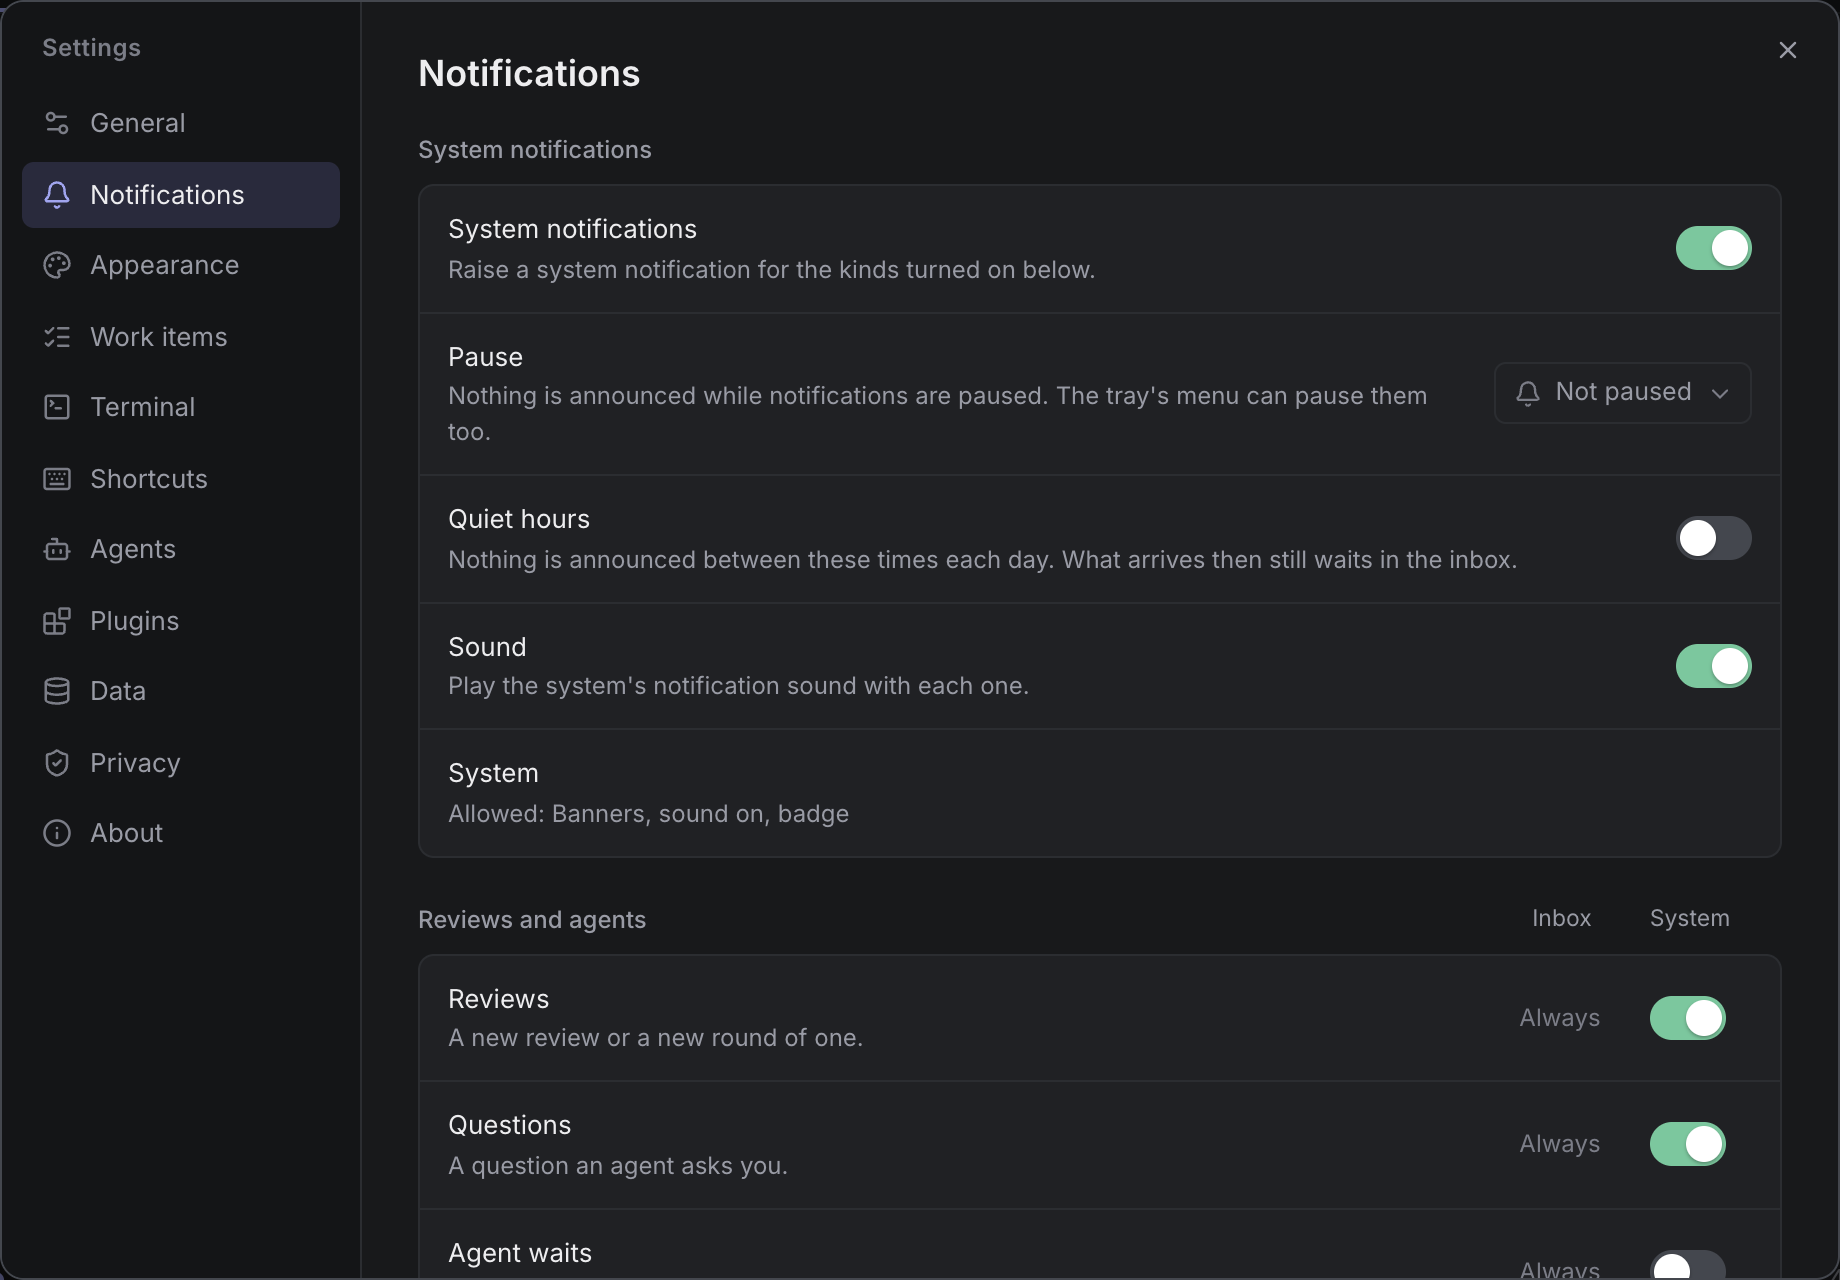 Settings
General
Notifications
Appearance
Work items
Terminal
Shortcuts
Agents
Plugins
Data
Privacy
About
Notifications
System notifications
System notifications
Raise a system notification for the kinds turned on below.
Pause
Nothing is announced while notifications are paused. The tray's menu can pause them
too.
Not paused
Quiet hours
Nothing is announced between these times each day. What arrives then still waits in the inbox.
Sound
Play the system's notification sound with each one.
System
Allowed: Banners, sound on, badge
Reviews and agents
Inbox
System
Reviews
A new review or a new round of one.
Always
Questions
A question an agent asks you.
Always
Agent waits
Always